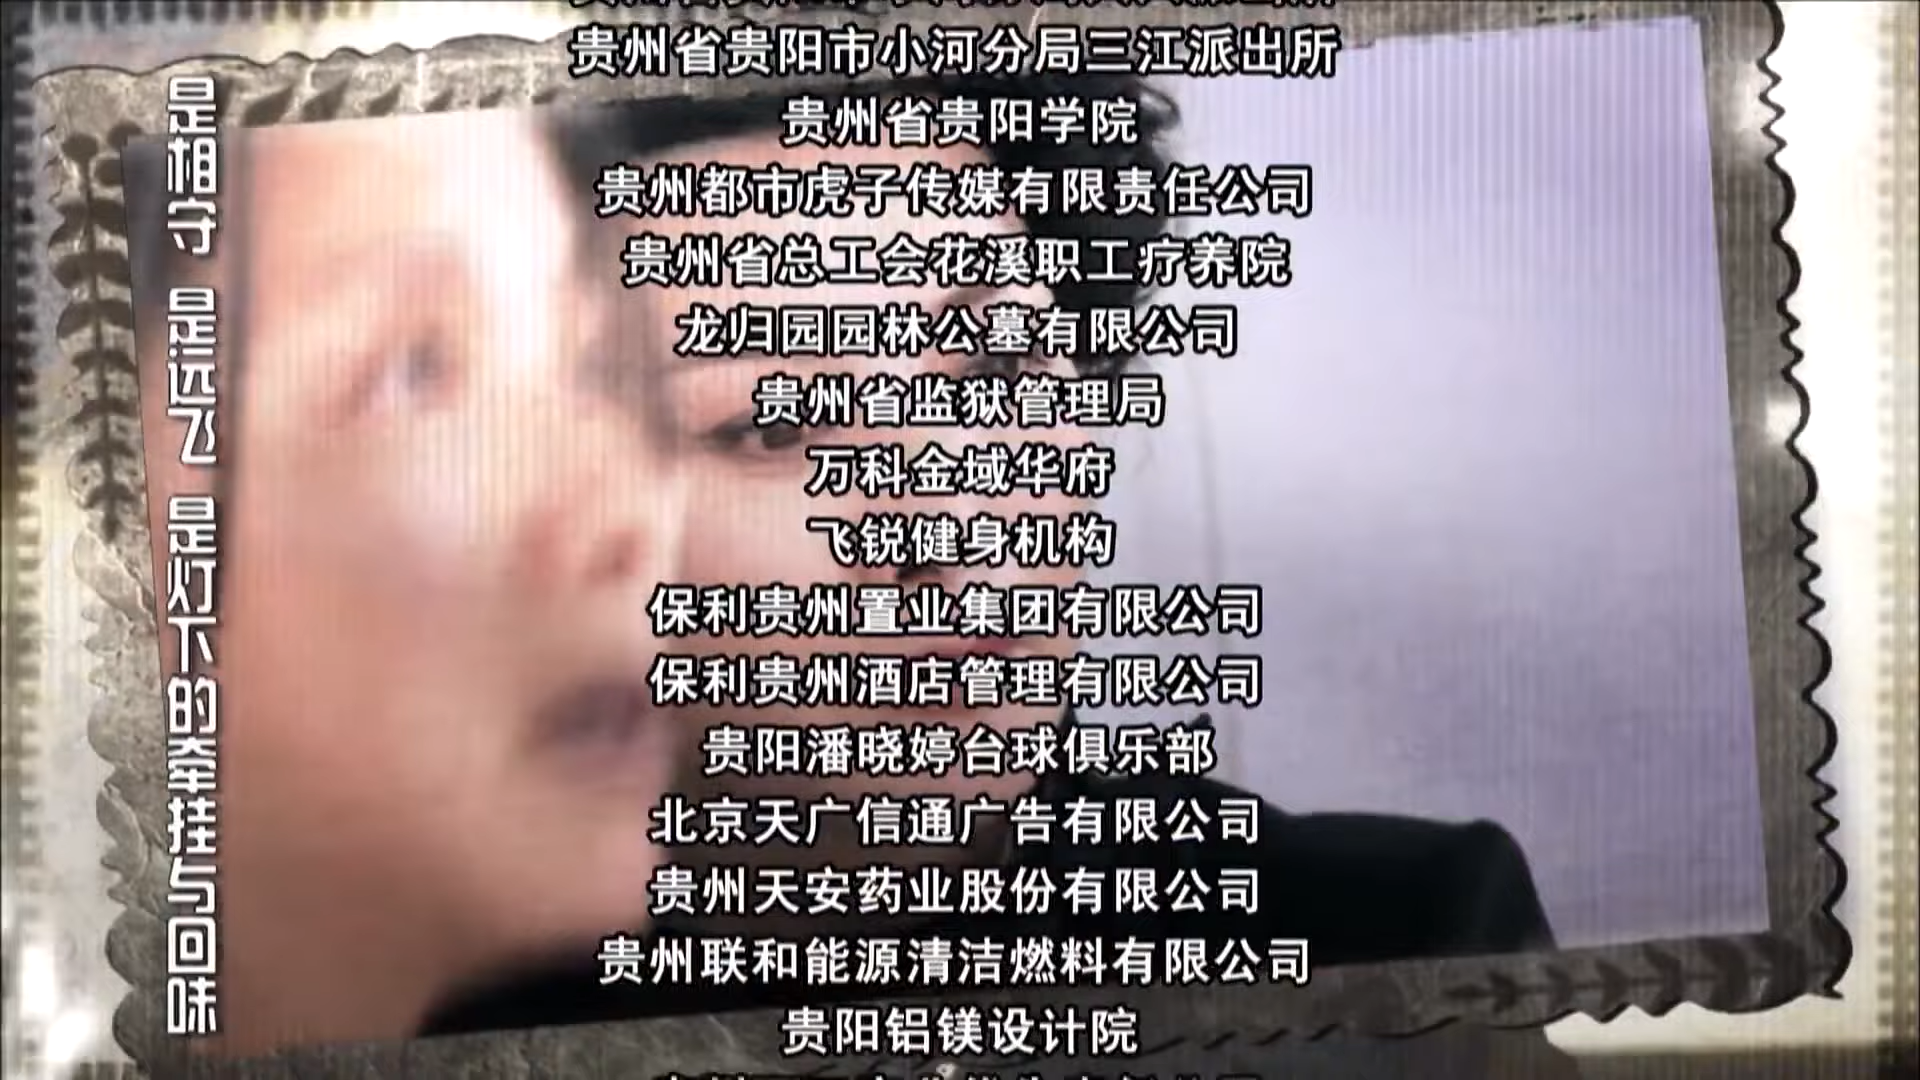 贵州省贵阳市小河分局三江派出所
贵州省贵阳学院
贵州都市虎子传媒有限责任公司
贵州省总工会花溪职工疗养院
龙归园园林公墓有限公司
贵州省监狱管理局
万科金域华府
飞锐健身机构
保利贵州置业集团有限公司
保利贵州酒店管理有限公司
贵阳潘晓婷台球俱乐部
北京天广信通广告有限公司
贵州天安药业股份有限公司
贵州联和能源清洁燃料有限公司
贵阳铝镁设计院
是相守 是远飞 是灯下的牵挂与回味